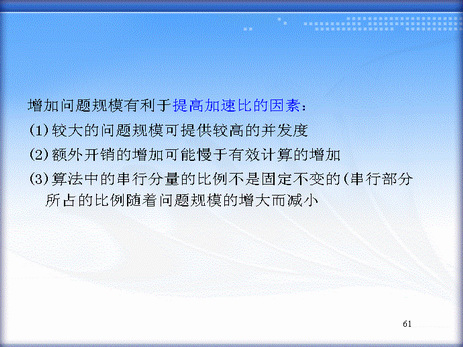 增加问题规模有利于提高加速比的因素:
(1)较大的问题规模可提供较高的并发度
(2)额外开销的增加可能慢于有效计算的增加
(3)算法中的串行分量的比例不是固定不变的(串行部分
所占的比例随着问题规模的增大而减小
61